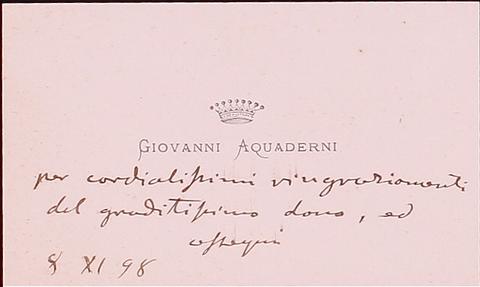 GIOVANNI AQUADERNI
per cordialissimi ringraziamenti
del graditissimo dono, ed
ossequi
8 XI 98